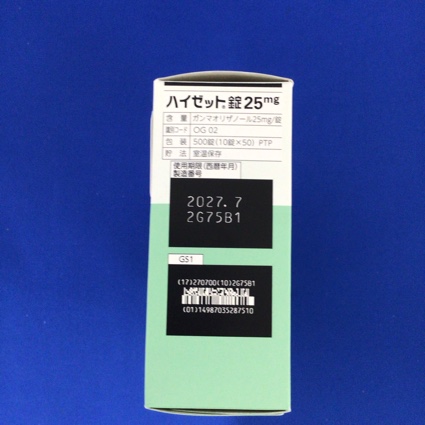 ハイゼット®錠25mg
含 量 ガンマオリザノール25mg/錠
識別コード OG 02
包 装 500錠(10錠×50) PTP
貯 法 室温保存
使用期限(西暦年月)
製造番号
2027.7
2G75B1
GS1
(17)270700(10)2G75B1
(01)14987035287510